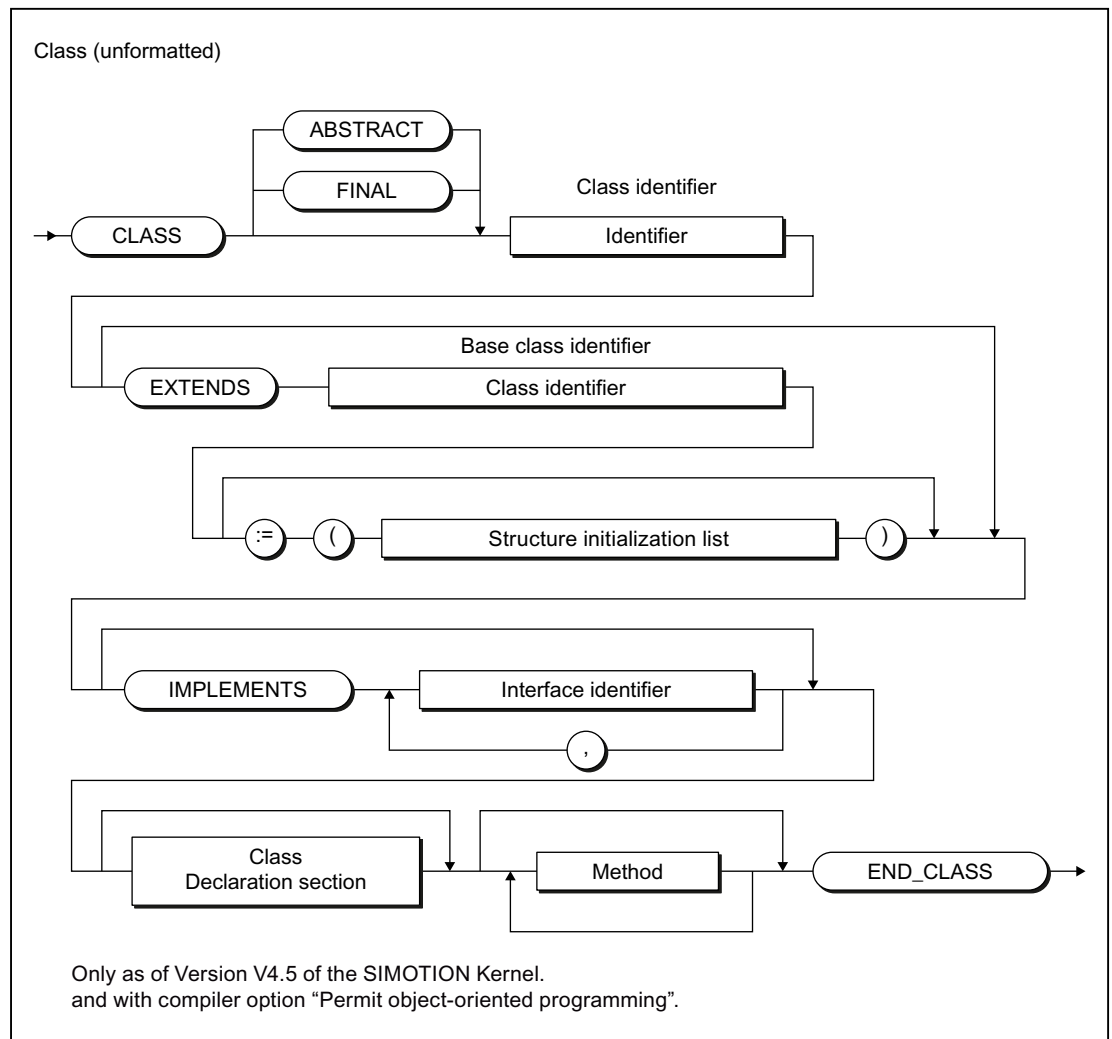 Class (unformatted)
ABSTRACT
FINAL
Class identifier
CLASS
Identifier
Base class identifier
EXTENDS
Class identifier
:=
(
Structure initialization list
)
IMPLEMENTS
Interface identifier
,
Class
Declaration section
Method
END_CLASS
Only as of Version V4.5 of the SIMOTION Kernel.
and with compiler option “Permit object-oriented programming”.